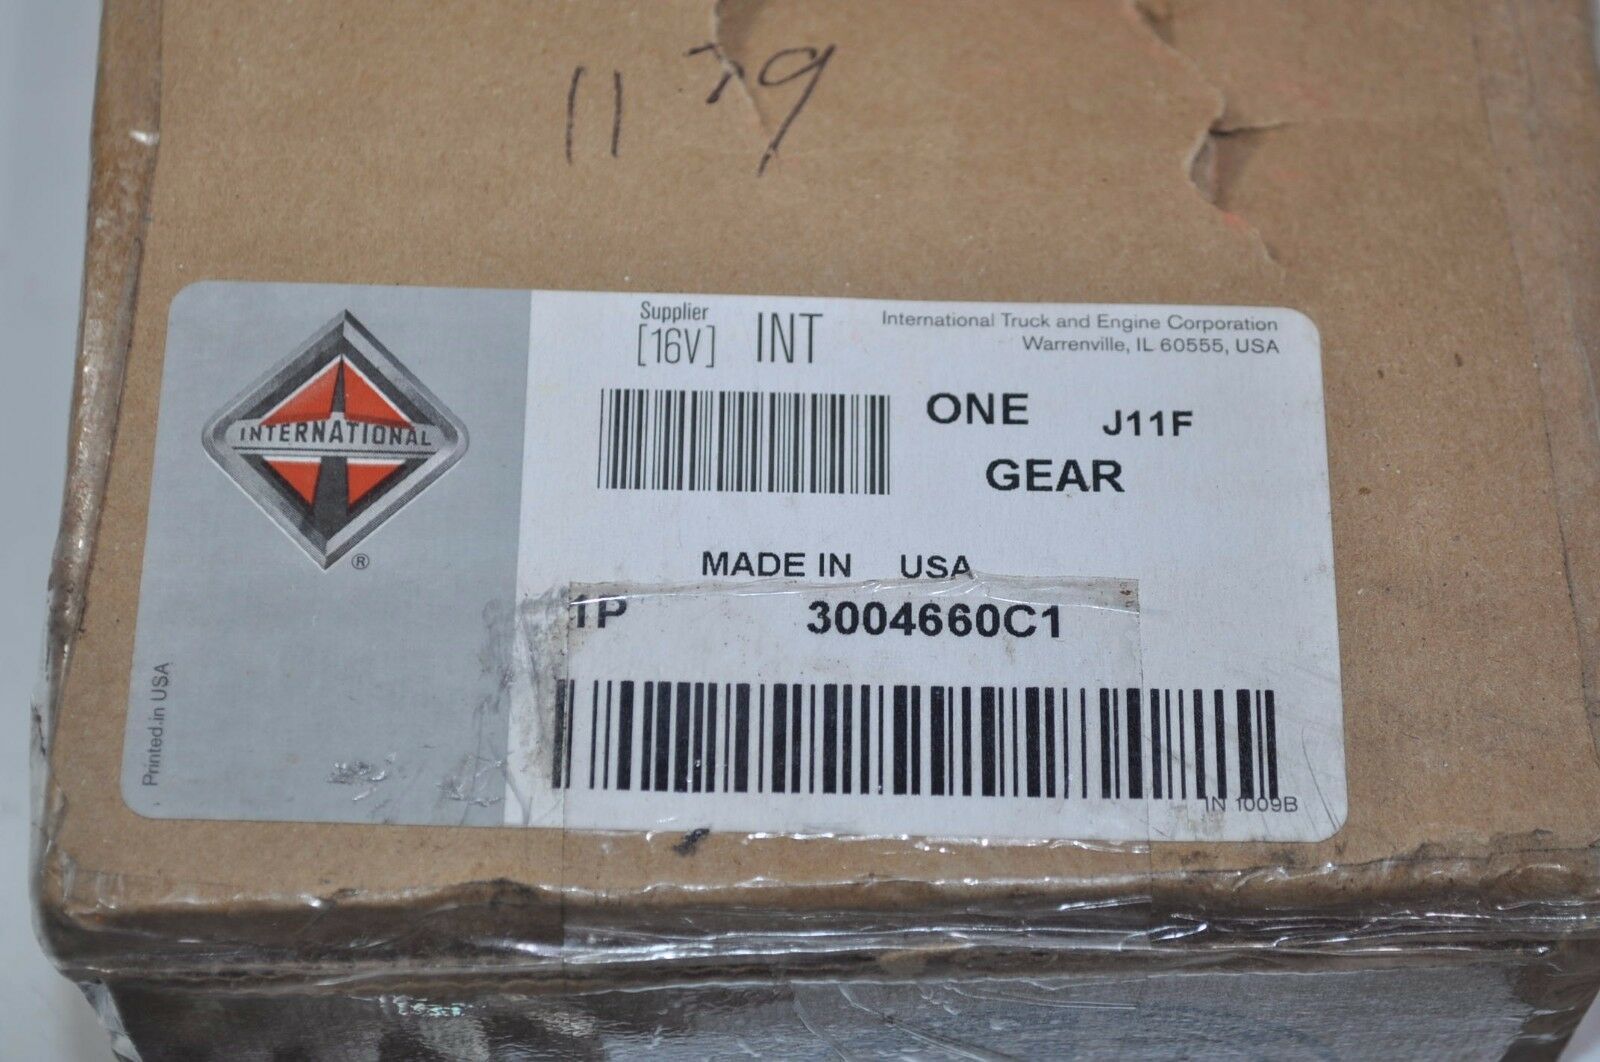 1139
Supplier
[16V] INT
International Truck and Engine Corporation
Warrenville, IL 60555, USA
INTERNATIONAL
®
ONE J11F
GEAR
MADE IN USA
1P 3004660C1
Printed in USA
IN 1009B